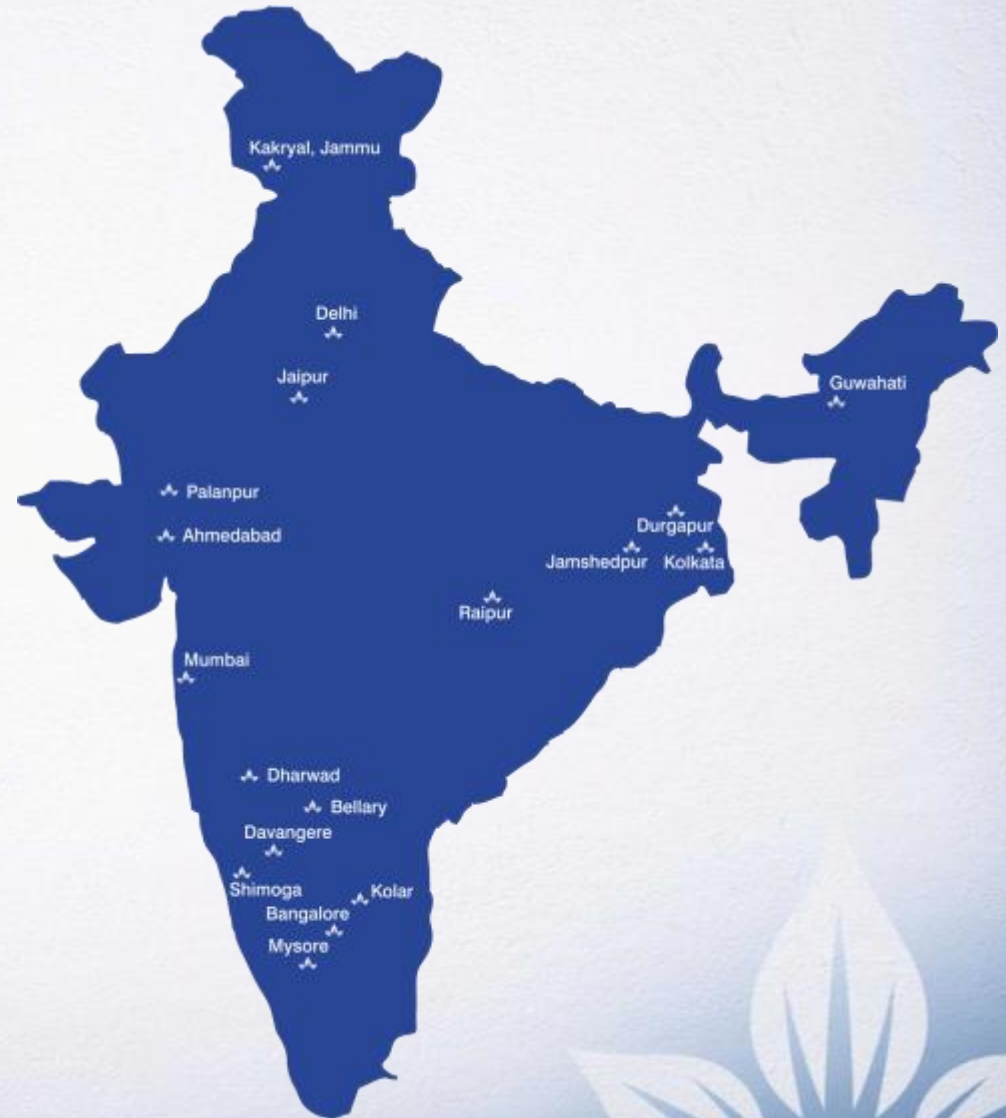 Kakryal, Jammu
Delhi
Jaipur
Guwahati
Palanpur
Durgapur
Ahmedabad
Jamshedpur
Kolkata
Raipur
Mumbai
Dharwad
Bellary
Davangere
Shimoga
Kolar
Bangalore
Mysore